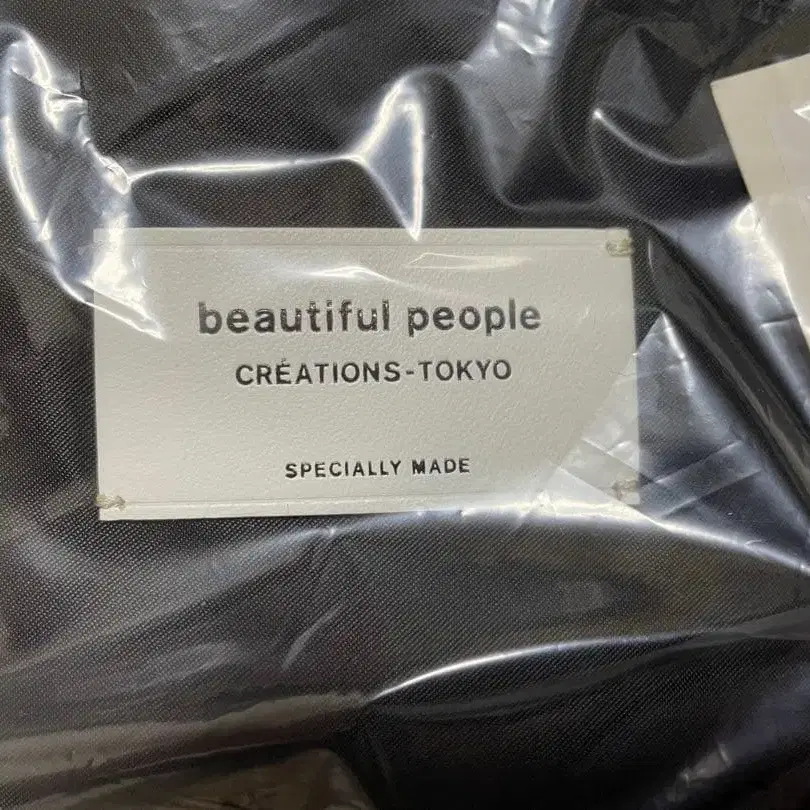 beautiful people
CRÉATIONS-TOKYO
SPECIALLY MADE